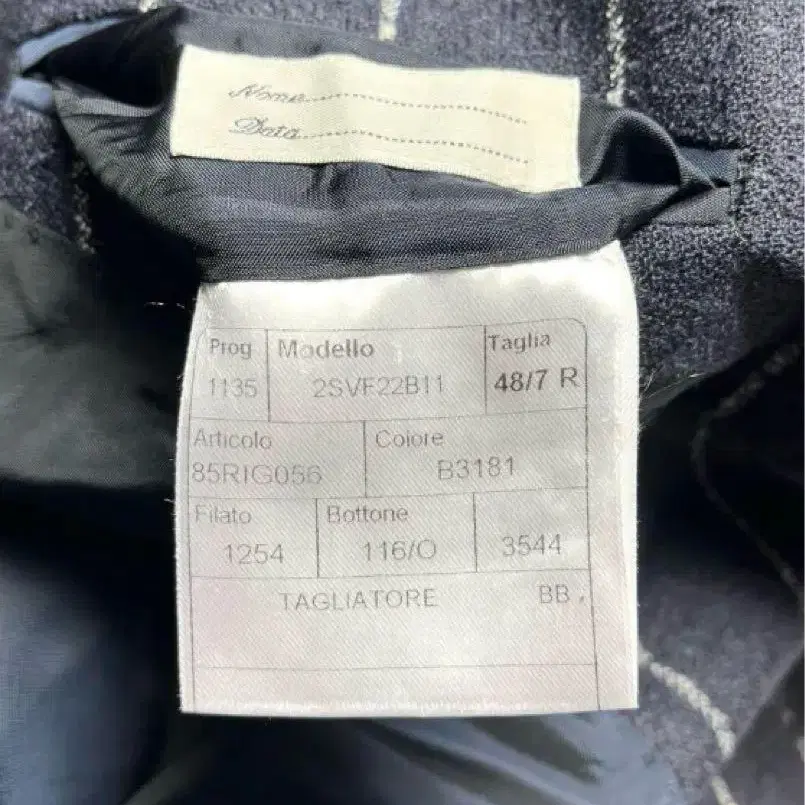 Nome
Data
Prog Modello Taglia
1135 2SVF22B11 48/7 R
Articolo Colore
85RIG056 B3181
Filato Bottone
1254 116/O 3544
TAGLIATORE BB